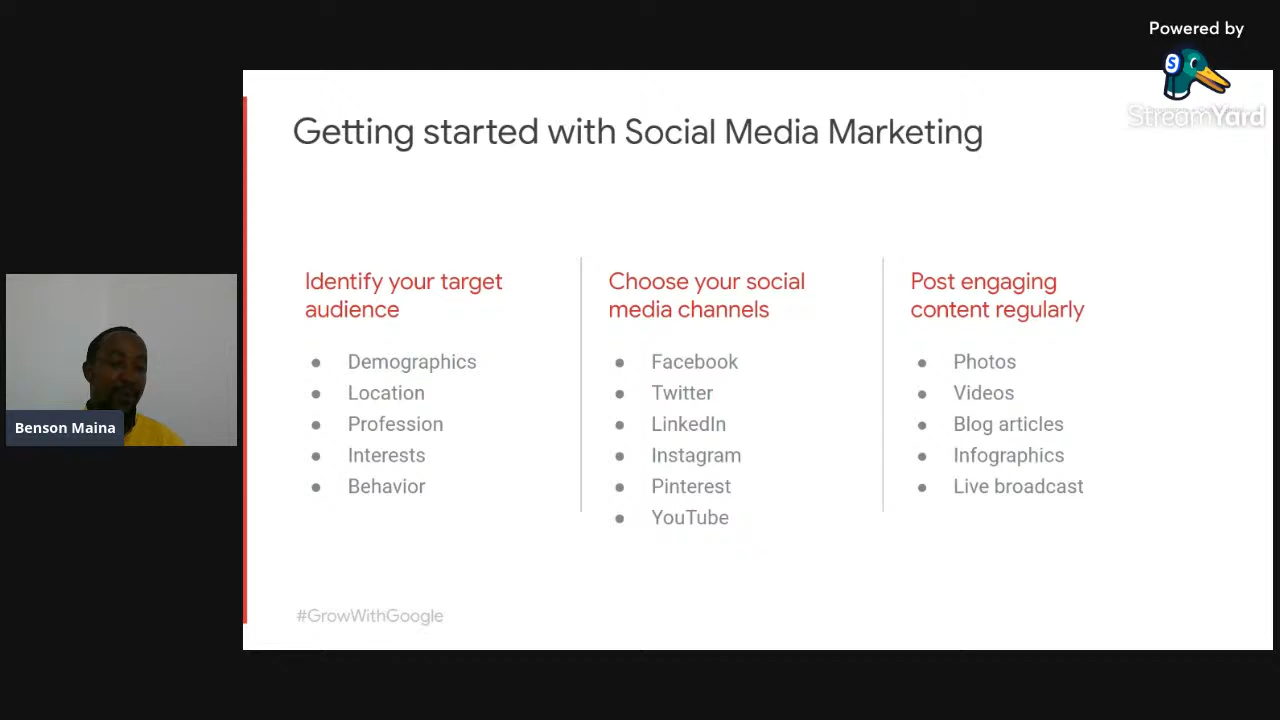 Powered by
S
StreamYard
Getting started with Social Media Marketing
Identify your target
audience
● Demographics
● Location
● Profession
● Interests
● Behavior
Choose your social
media channels
● Facebook
● Twitter
● LinkedIn
● Instagram
● Pinterest
● YouTube
Post engaging
content regularly
● Photos
● Videos
● Blog articles
● Infographics
● Live broadcast
Benson Maina
#GrowWithGoogle